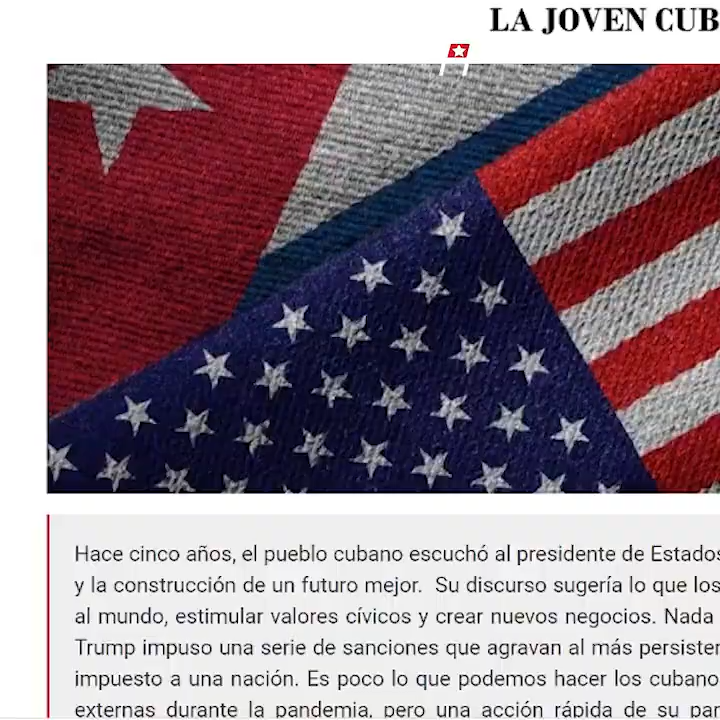 LA JOVEN CUB
Hace cinco años, el pueblo cubano escuchó al presidente de Estados
y la construcción de un futuro mejor. Su discurso sugería lo que los
al mundo, estimular valores cívicos y crear nuevos negocios. Nada
Trump impuso una serie de sanciones que agravan al más persister
impuesto a una nación. Es poco lo que podemos hacer los cubano
externas durante la pandemia, pero una acción rápida de su par